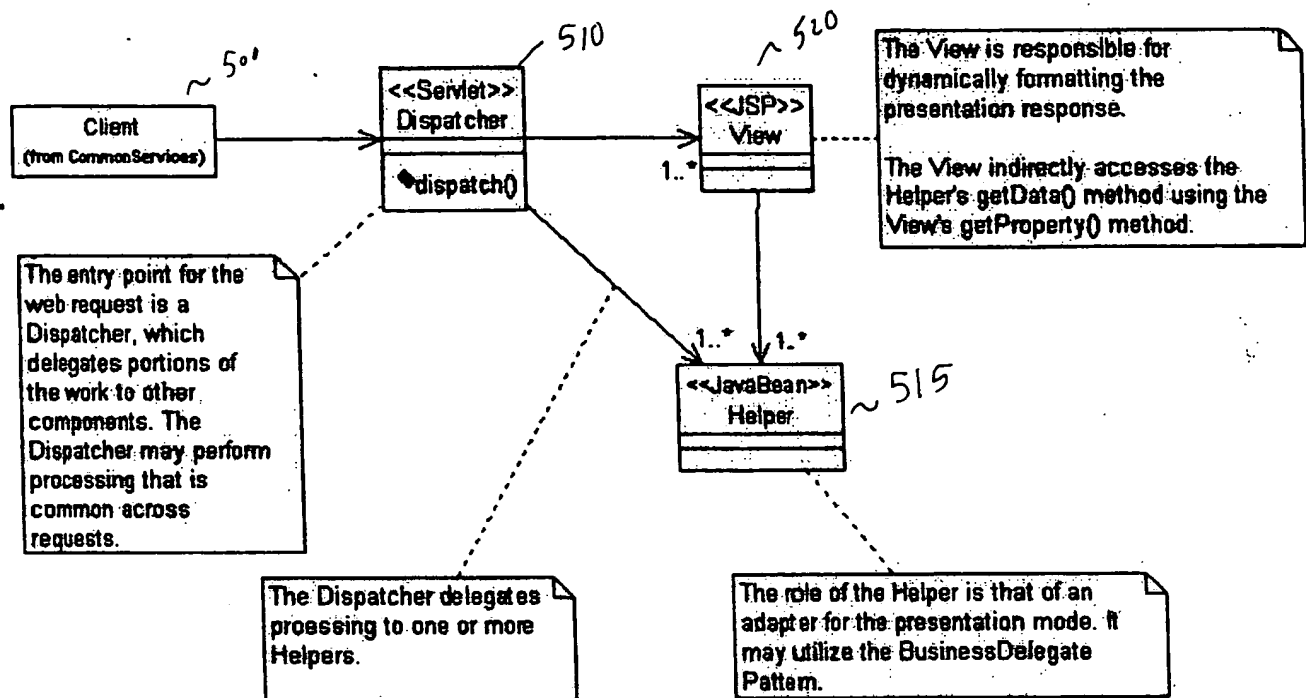 501
510
520
Client
(from CommonServices)
<<Servlet>>
Dispatcher
dispatch()
<<JSP>>
View
1..*
The View is responsible for
dynamically formatting the
presentation response.
The View indirectly accesses the
Helper's getData() method using the
View's getProperty() method.
The entry point for the
web request is a
Dispatcher, which
delegates portions of
the work to other
components. The
Dispatcher may perform
processing that is
common across
requests.
1..*
1..*
<<JavaBean>>
Helper
515
The Dispatcher delegates
processing to one or more
Helpers.
The role of the Helper is that of an
adapter for the presentation mode. It
may utilize the BusinessDelegate
Pattern.